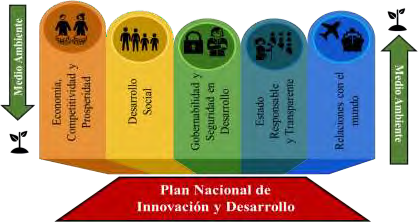 Medio Ambiente
Economía,
Competitividad y
Prosperidad
Desarrollo
Social
Gobernabilidad y
Seguridad en
Desarrollo
Estado
Responsable
y Transparente
Relaciones con el
mundo
Medio Ambiente
Plan Nacional de
Innovación y Desarrollo